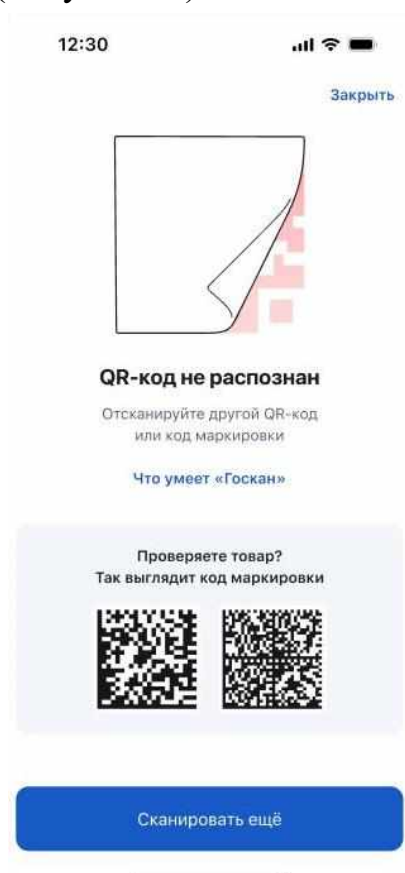 12:30
Закрыть
QR-код не распознан
Отсканируйте другой QR-код
или код маркировки
Что умеет «Госкан»
Проверяете товар?
Так выглядит код маркировки
Сканировать ещё